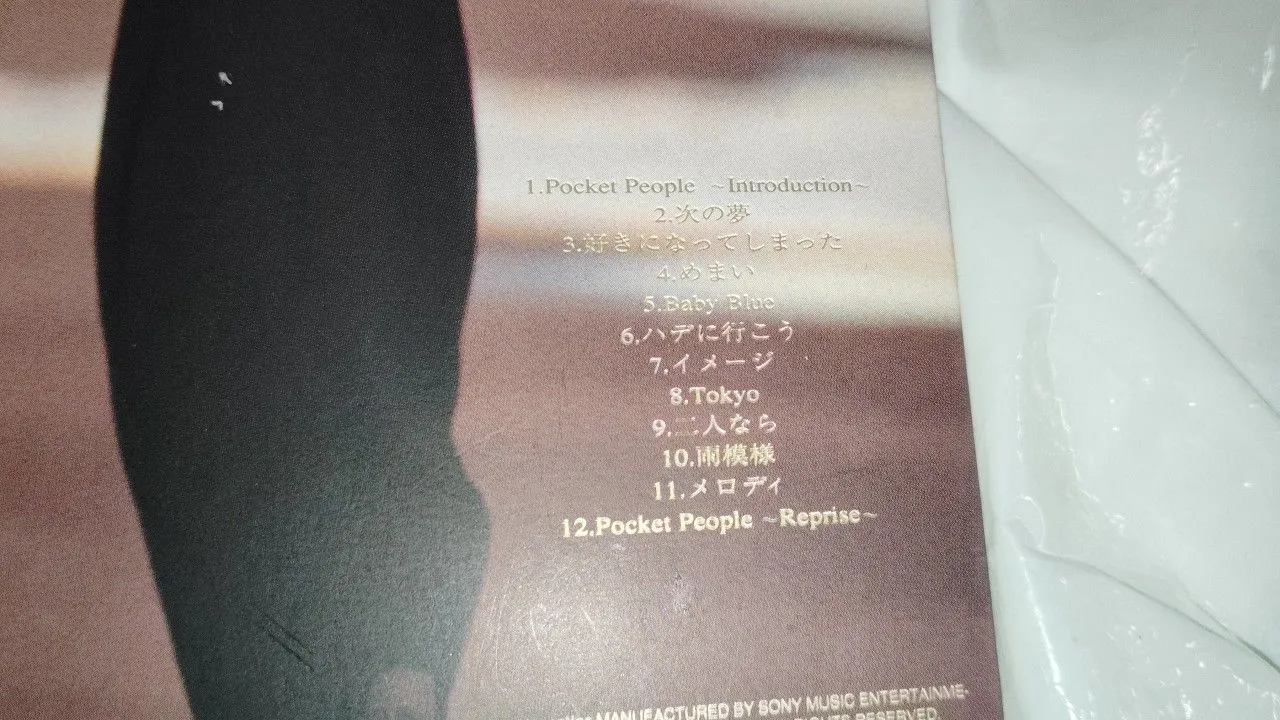 1.Pocket People ~Introduction~
2.次の夢
3.好きになってしまった
4.めまい
5.Baby Blue
6.ハデに行こう
7.イメージ
8.Tokyo
9.二人なら
10.雨模様
11.メロディ
12.Pocket People ~Reprise~
MANUFACTURED BY SONY MUSIC ENTERTAINME-
RIGHTS RESERVED.